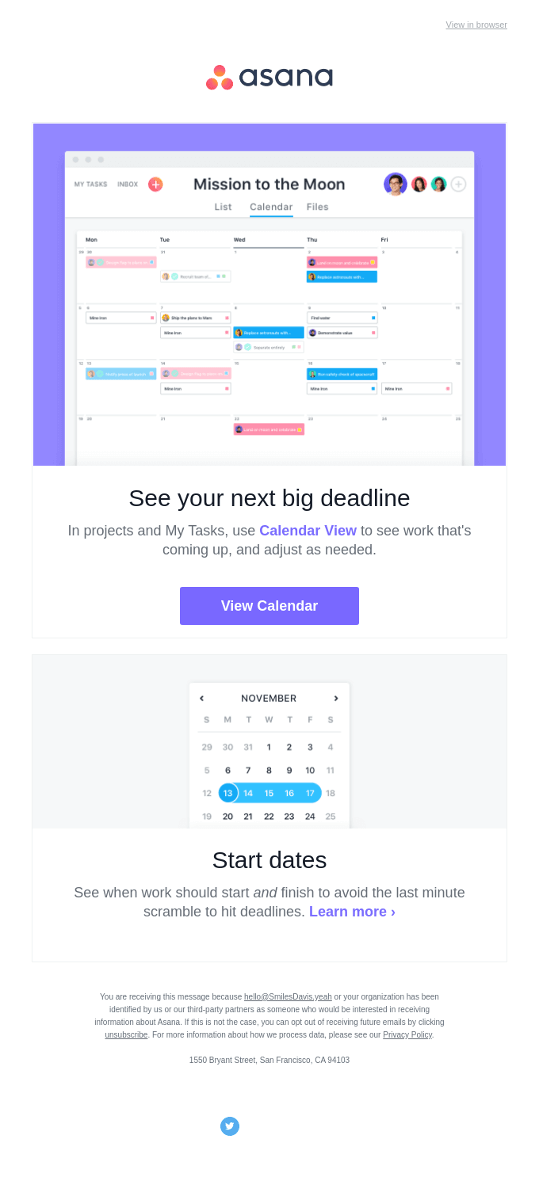 View in browser
asana
MY TASKS INBOX
Mission to the Moon
List Calendar Files
Mon Tue Wed Thu Fri
29 30 31 1 2 3 4
5 6 7 8 9 10 11
Mine iron
Ship the plans to Mars
Find water
Mine iron
Replace astronauts with...
Demonstrate value
12 13 14 15 16 17 18
Mine iron
Mine iron
Mine iron
19 20 21 22 23 24 25
See your next big deadline
In projects and My Tasks, use Calendar View to see work that's
coming up, and adjust as needed.
View Calendar
‹ NOVEMBER ›
S M T W T F S
29 30 31 1 2 3 4
5 6 7 8 9 10 11
12 13 14 15 16 17 18
19 20 21 22 23 24 25
Start dates
See when work should start and finish to avoid the last minute
scramble to hit deadlines. Learn more ›
You are receiving this message because hello@SmilesDavis.yeah or your organization has been
identified by us or our third-party partners as someone who would be interested in receiving
information about Asana. If this is not the case, you can opt out of receiving future emails by clicking
unsubscribe. For more information about how we process data, please see our Privacy Policy.
1550 Bryant Street, San Francisco, CA 94103